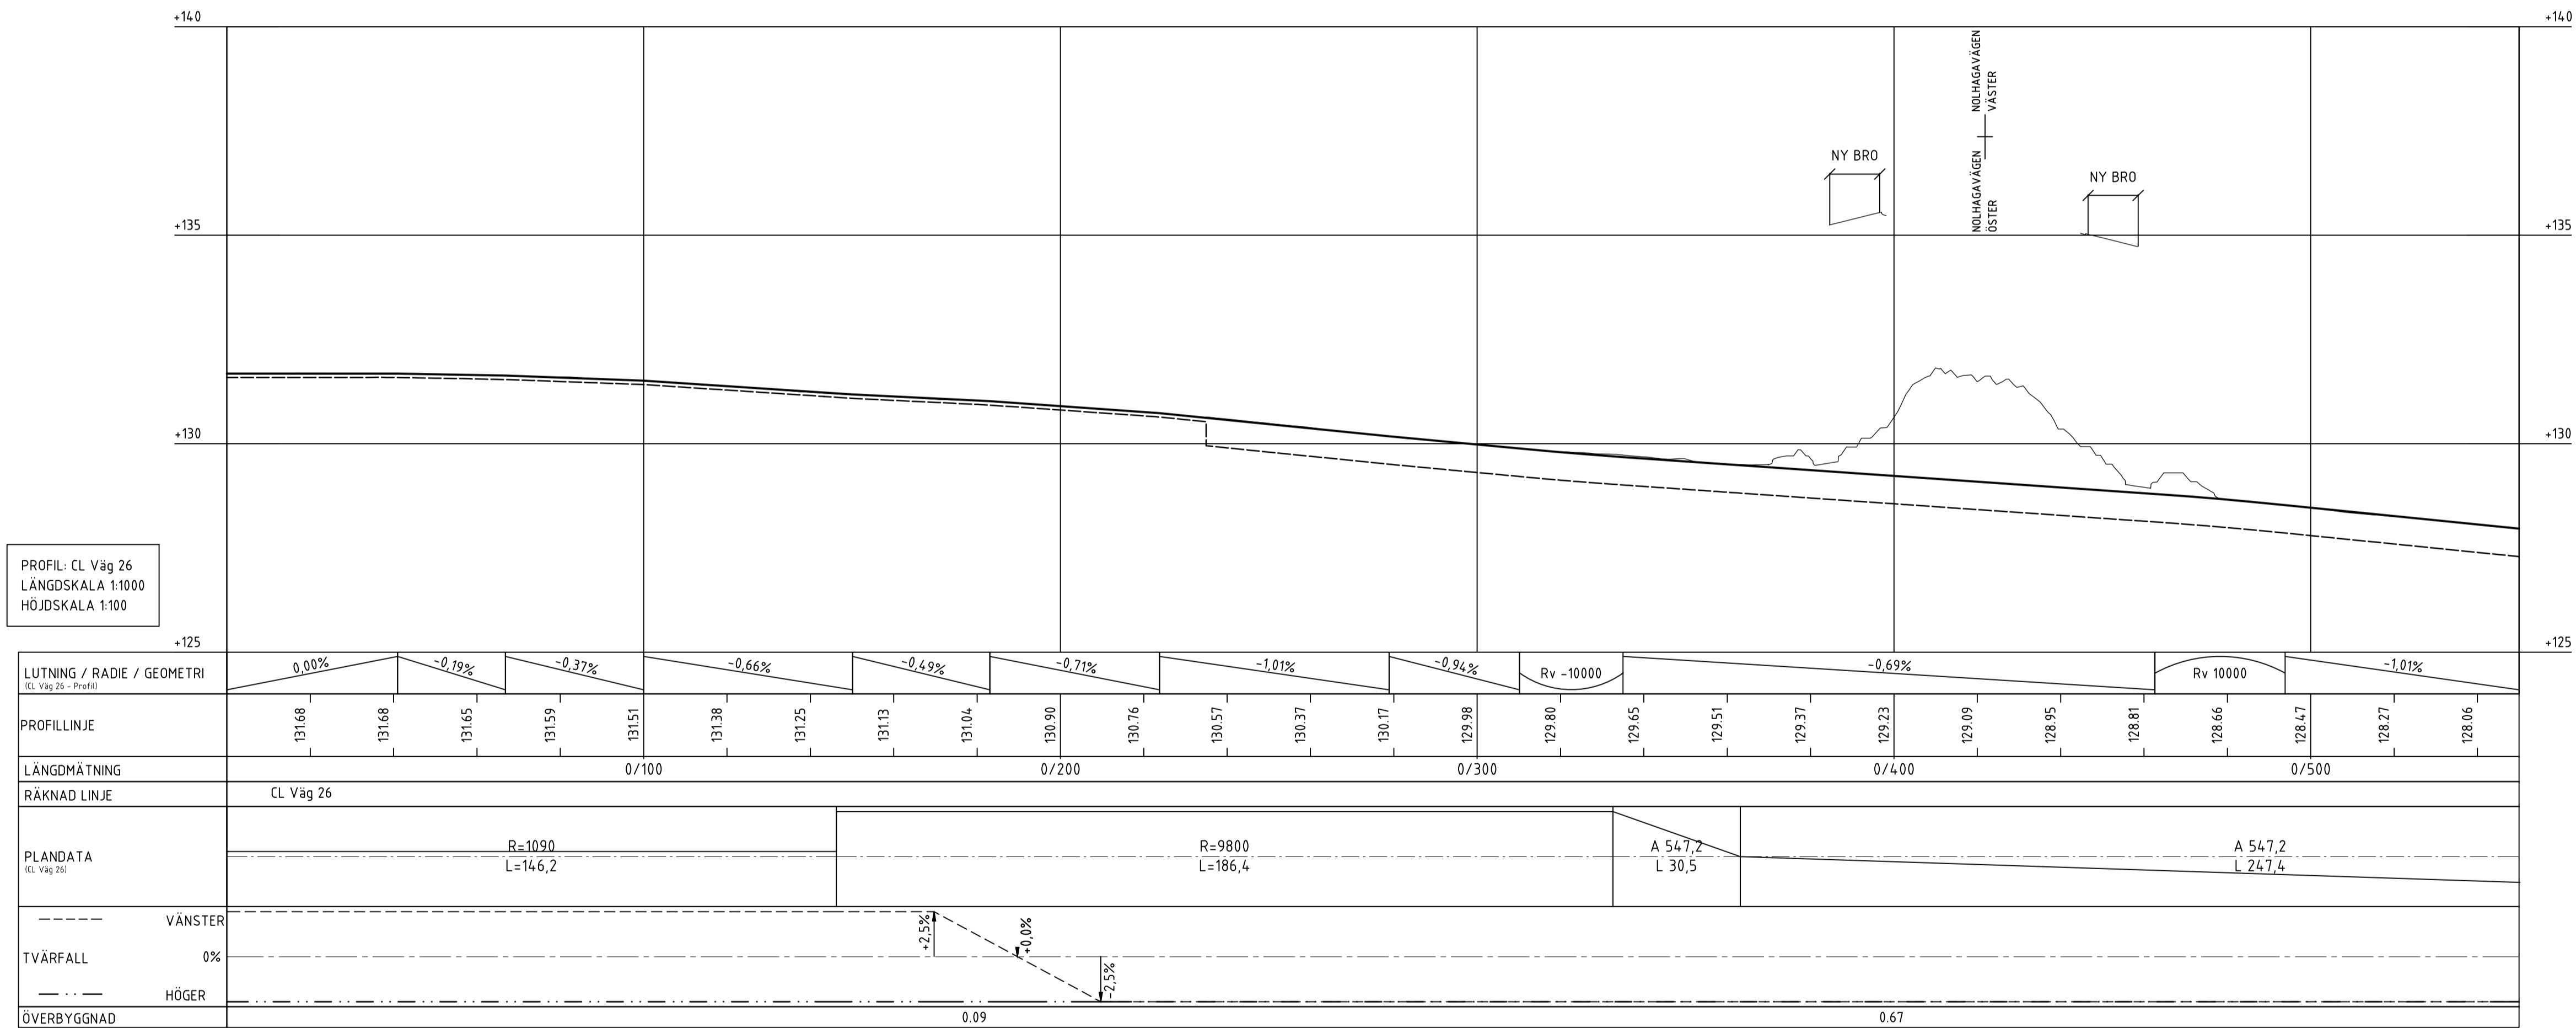 +140
+140
NOLHAGAVÄGEN
VÄSTER
NOLHAGAVÄGEN
ÖSTER
NY BRO
NY BRO
+135
+135
+130
+130
PROFIL: CL Väg 26
LÄNGDSKALA 1:1000
HÖJDSKALA 1:100
+125
+125
LUTNING / RADIE / GEOMETRI
(CL Väg 26 - Profil)
0,00% -0,19% -0,37% -0,66% -0,49% -0,71% -1,01% -0,94% Rv -10000 -0,69% Rv 10000 -1,01%
PROFILLINJE
131.68 131.68 131.65 131.59 131.51 131.38 131.25 131.13 131.04 130.90 130.76 130.57 130.37 130.17 129.98 129.80 129.65 129.51 129.37 129.23 129.09 128.95 128.81 128.66 128.47 128.27 128.06
LÄNGDMÄTNING 0/100 0/200 0/300 0/400 0/500
RÄKNAD LINJE CL Väg 26
PLANDATA
(CL Väg 26)
R=1090
L=146,2
R=9800
L=186,4
A 547,2
L 30,5
A 547,2
L 247,4
VÄNSTER
TVÄRFALL 0%
HÖGER
+2,5%
+0,0%
-2,5%
ÖVERBYGGNAD 0.09 0.67